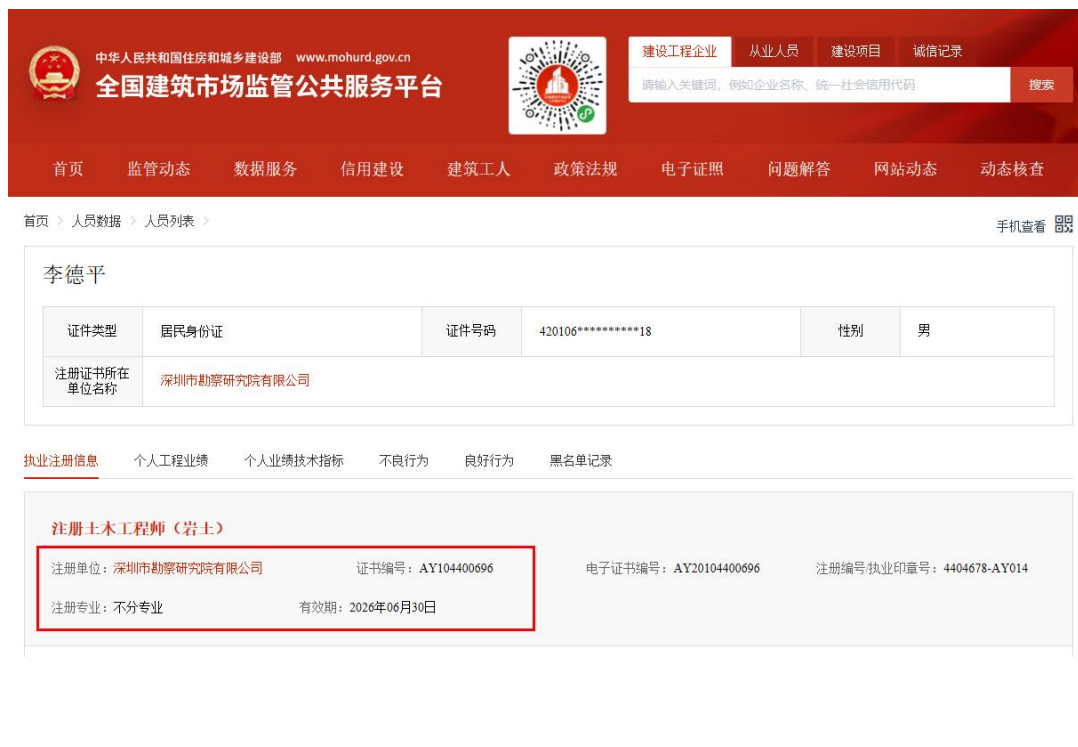 中华人民共和国住房和城乡建设部 www.mohurd.gov.cn
全国建筑市场监管公共服务平台
建设工程企业 从业人员 建设项目 诚信记录
请输入关键词，例如企业名称、统一社会信用代码 搜索
首页 监管动态 数据服务 信用建设 建筑工人 政策法规 电子证照 问题解答 网站动态 动态核查
首页 > 人员数据 > 人员列表 >
手机查看
李德平
证件类型 居民身份证 证件号码 420106**********18 性别 男
注册证书所在
单位名称
深圳市勘察研究院有限公司
执业注册信息 个人工程业绩 个人业绩技术指标 不良行为 良好行为 黑名单记录
注册土木工程师（岩土）
注册单位：深圳市勘察研究院有限公司 证书编号：AY104400696 电子证书编号：AY20104400696 注册编号/执业印章号：4404678-AY014
注册专业：不分专业 有效期：2026年06月30日